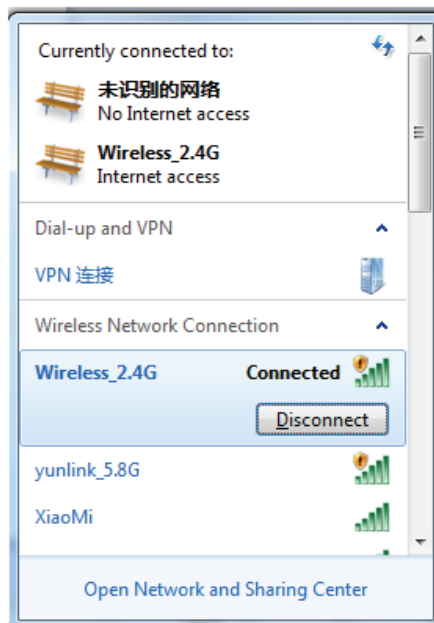 Currently connected to:
未识别的网络
No Internet access
Wireless_2.4G
Internet access
Dial-up and VPN
VPN 连接
Wireless Network Connection
Wireless_2.4G Connected
Disconnect
yunlink_5.8G
XiaoMi
Open Network and Sharing Center